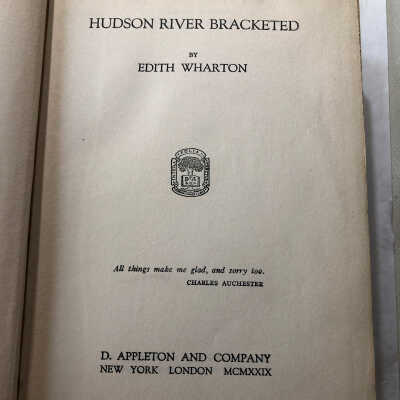 HUDSON RIVER BRACKETED
BY
EDITH WHARTON
All things make me glad, and sorry too.
CHARLES AUCHESTER
D. APPLETON AND COMPANY
NEW YORK LONDON MCMXXIX